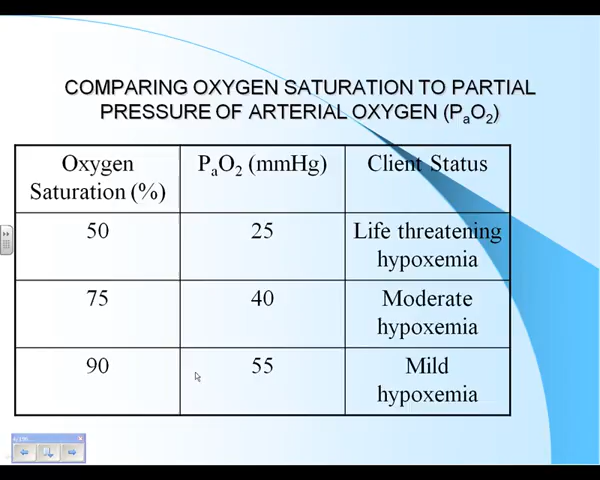 COMPARING OXYGEN SATURATION TO PARTIAL
PRESSURE OF ARTERIAL OXYGEN (PaO2)
Oxygen Saturation (%)
PaO2 (mmHg)
Client Status
50
25
Life threatening
hypoxemia
75
40
Moderate
hypoxemia
90
55
Mild
hypoxemia